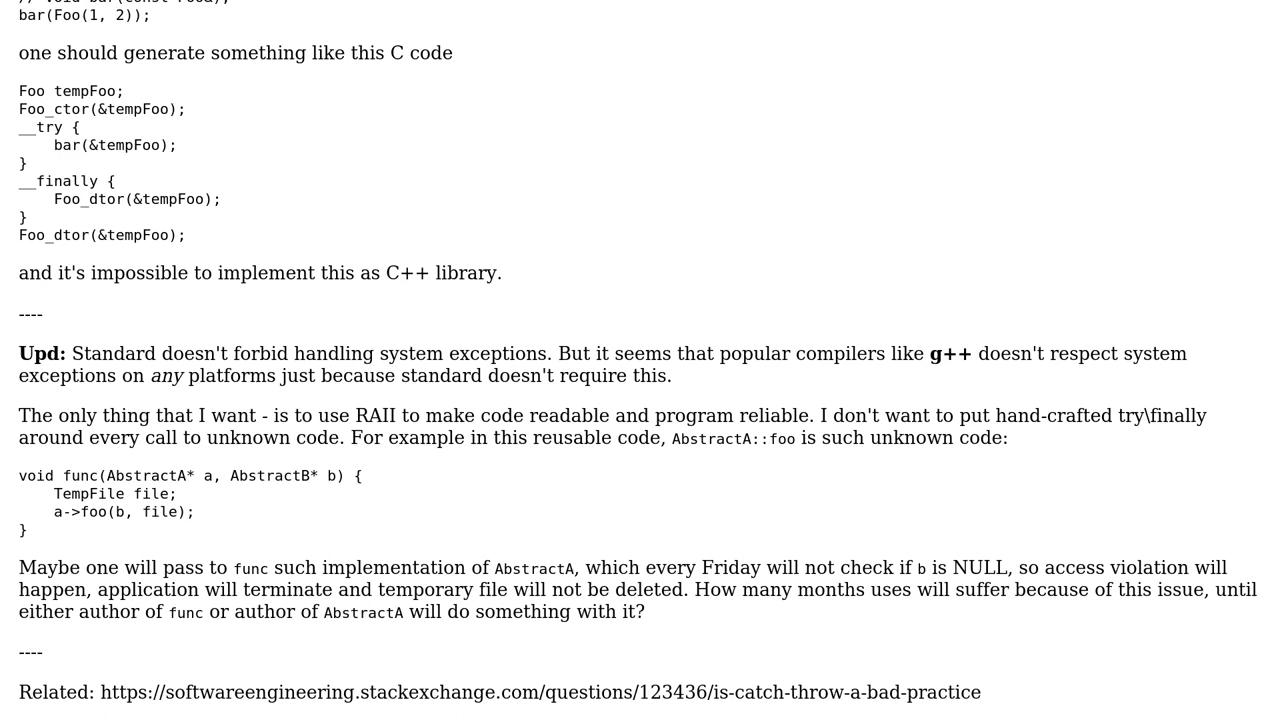 // void bar(const Foo&);
bar(Foo(1, 2));
one should generate something like this C code
Foo tempFoo;
Foo_ctor(&tempFoo);
__try {
    bar(&tempFoo);
}
__finally {
    Foo_dtor(&tempFoo);
}
Foo_dtor(&tempFoo);
and it's impossible to implement this as C++ library.
----
Upd: Standard doesn't forbid handling system exceptions. But it seems that popular compilers like g++ doesn't respect system
exceptions on any platforms just because standard doesn't require this.
The only thing that I want - is to use RAII to make code readable and program reliable. I don't want to put hand-crafted try\finally
around every call to unknown code. For example in this reusable code, AbstractA::foo is such unknown code:
void func(AbstractA* a, AbstractB* b) {
    TempFile file;
    a->foo(b, file);
}
Maybe one will pass to func such implementation of AbstractA, which every Friday will not check if b is NULL, so access violation will
happen, application will terminate and temporary file will not be deleted. How many months uses will suffer because of this issue, until
either author of func or author of AbstractA will do something with it?
----
Related: https://softwareengineering.stackexchange.com/questions/123436/is-catch-throw-a-bad-practice